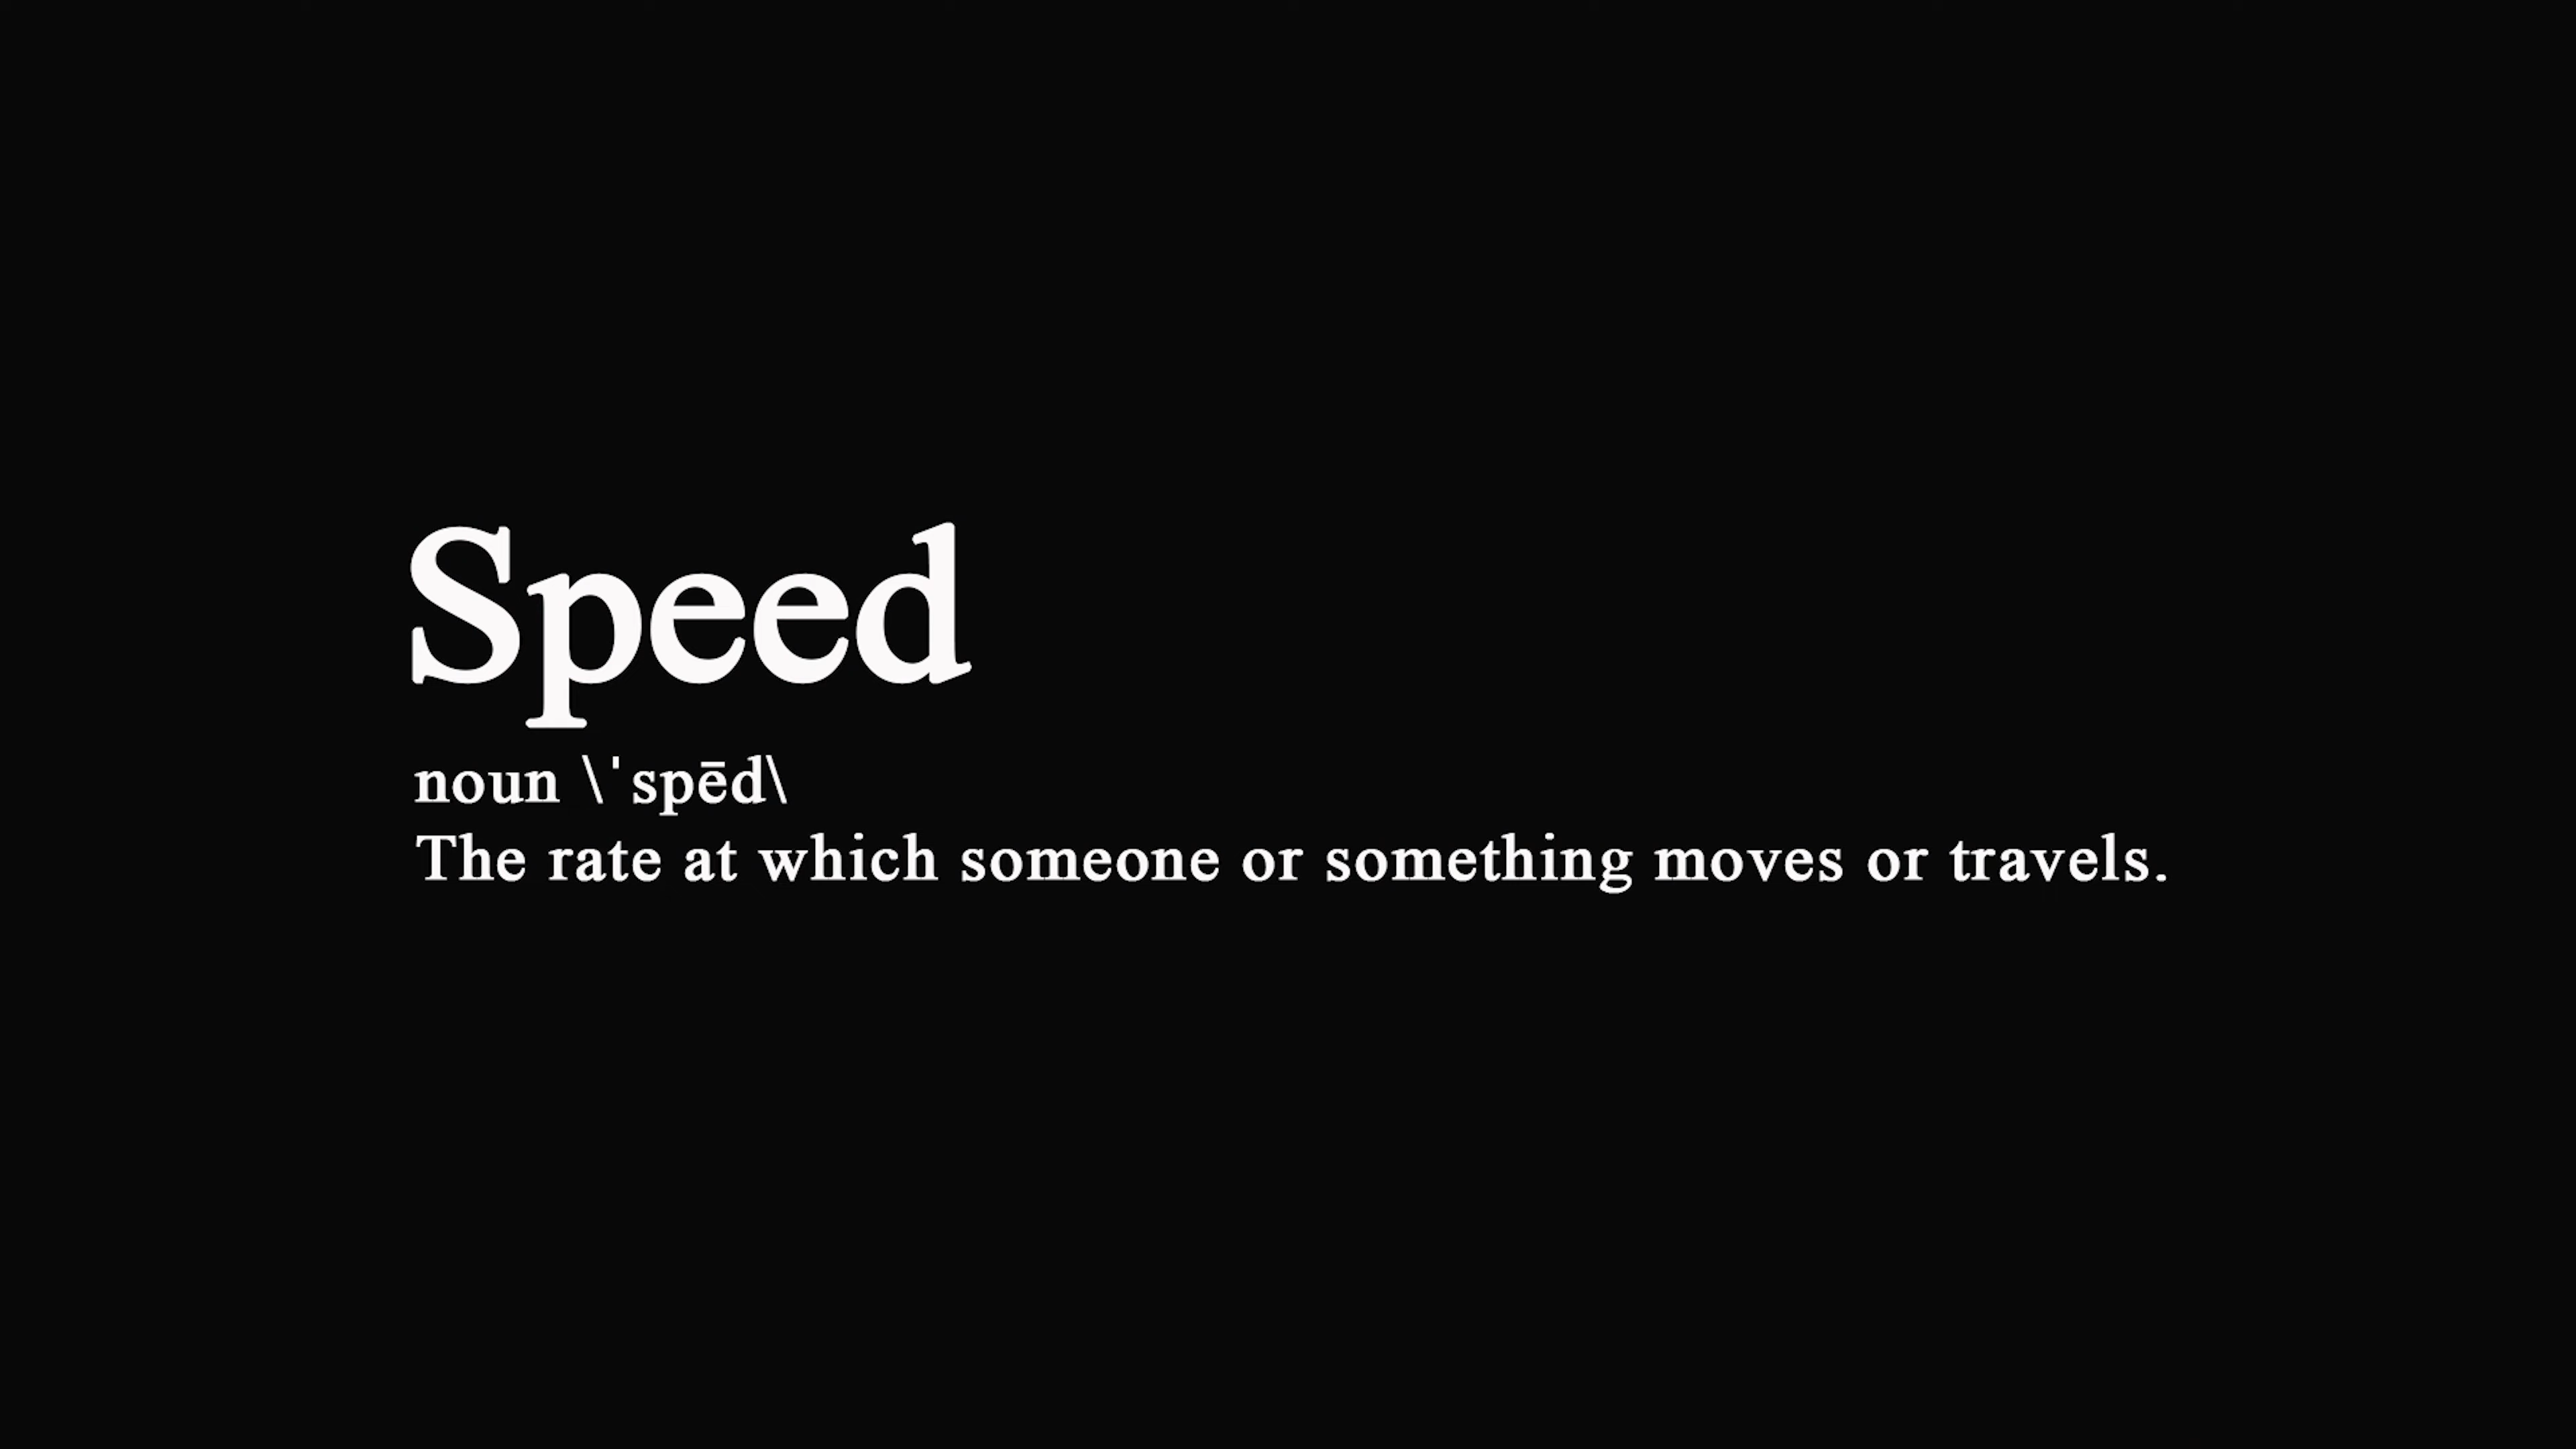 Speed
noun \ˈspēd\
The rate at which someone or something moves or travels.